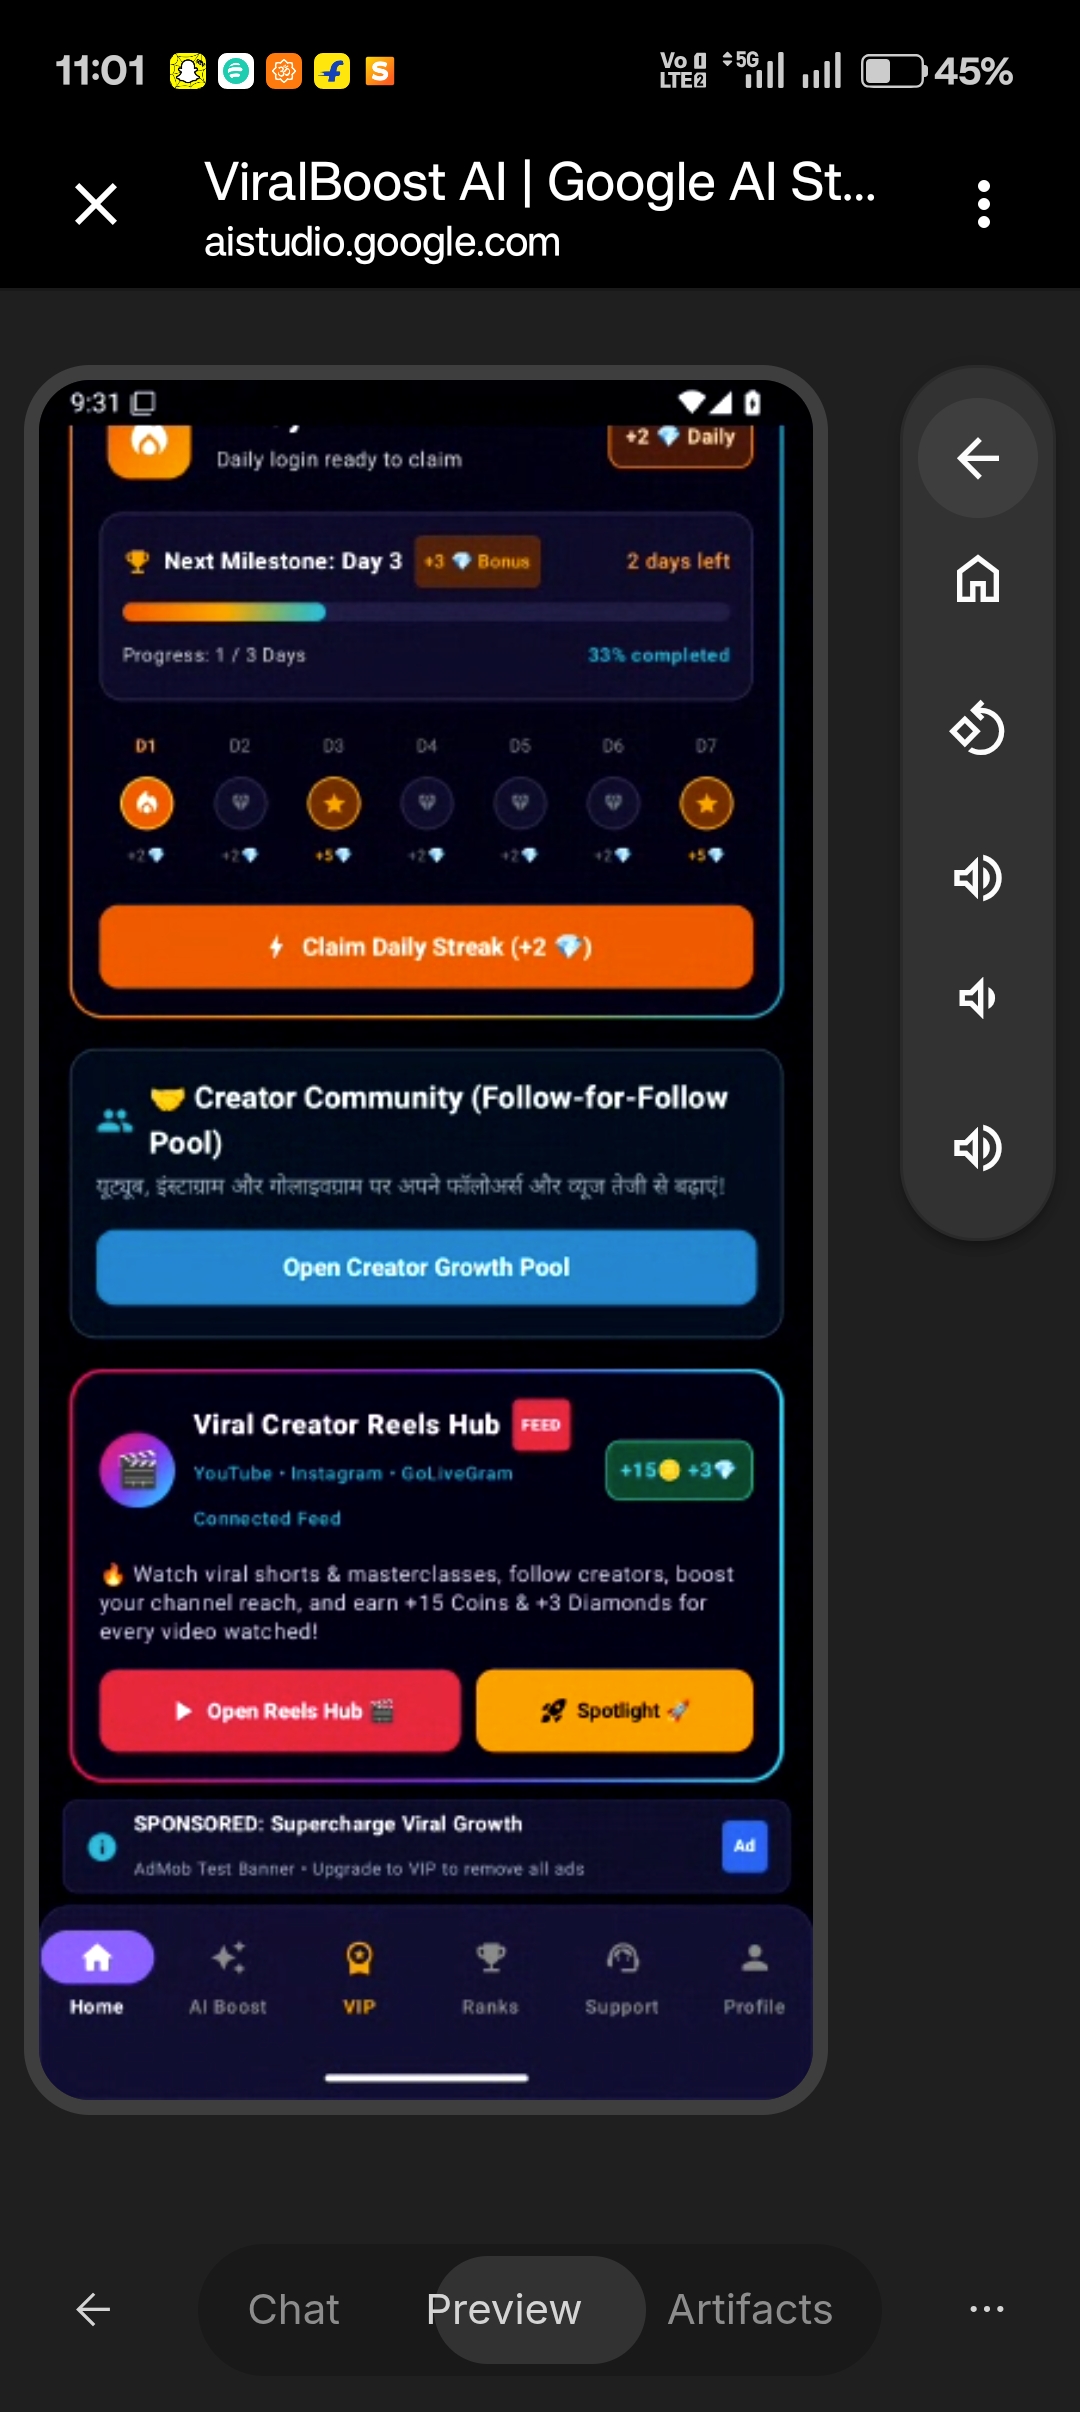 11:01
Vo 1
LTE2
5G
45%
ViralBoost AI | Google AI St...
aistudio.google.com
9:31
+2 💎 Daily
Daily login ready to claim
Next Milestone: Day 3
+3 💎 Bonus
2 days left
Progress: 1 / 3 Days
33% completed
D1 D2 D3 D4 D5 D6 D7
+2💎 +2💎 +5💎 +2💎 +2💎 +2💎 +5💎
Claim Daily Streak (+2 💎)
🤝 Creator Community (Follow-for-Follow
Pool)
यूट्यूब, इंस्टाग्राम और गोलाइवग्राम पर अपने फॉलोअर्स और व्यूज तेजी से बढ़ाएं!
Open Creator Growth Pool
Viral Creator Reels Hub
FEED
YouTube • Instagram • GoLiveGram
Connected Feed
+15🪙 +3💎
🔥 Watch viral shorts & masterclasses, follow creators, boost
your channel reach, and earn +15 Coins & +3 Diamonds for
every video watched!
Open Reels Hub 🎬
Spotlight 🚀
SPONSORED: Supercharge Viral Growth
AdMob Test Banner • Upgrade to VIP to remove all ads
Ad
Home
AI Boost
VIP
Ranks
Support
Profile
Chat
Preview
Artifacts